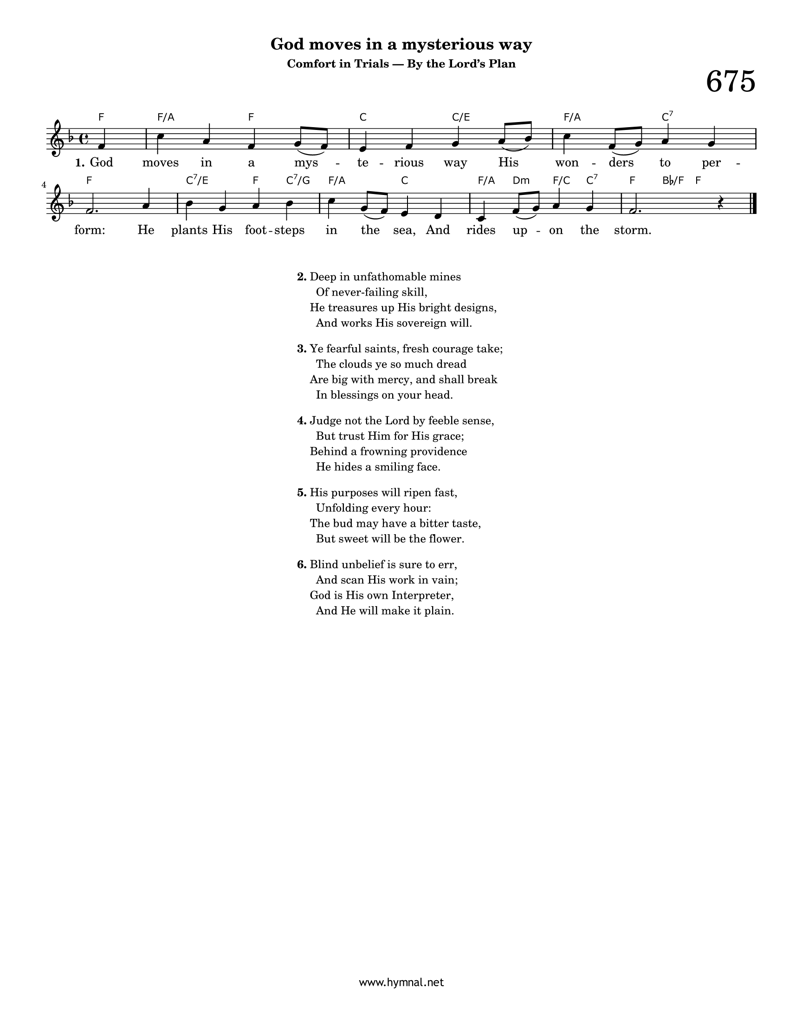 God moves in a mysterious way
Comfort in Trials — By the Lord's Plan
675
F F/A F C C/E F/A C7
1. God moves in a mys - te - rious way His won - ders to per -
4
F C7/E F C7/G F/A C F/A Dm F/C C7 F B♭/F F
form: He plants His foot - steps in the sea, And rides up - on the storm.
2. Deep in unfathomable mines
Of never-failing skill,
He treasures up His bright designs,
And works His sovereign will.
3. Ye fearful saints, fresh courage take;
The clouds ye so much dread
Are big with mercy, and shall break
In blessings on your head.
4. Judge not the Lord by feeble sense,
But trust Him for His grace;
Behind a frowning providence
He hides a smiling face.
5. His purposes will ripen fast,
Unfolding every hour:
The bud may have a bitter taste,
But sweet will be the flower.
6. Blind unbelief is sure to err,
And scan His work in vain;
God is His own Interpreter,
And He will make it plain.
www.hymnal.net